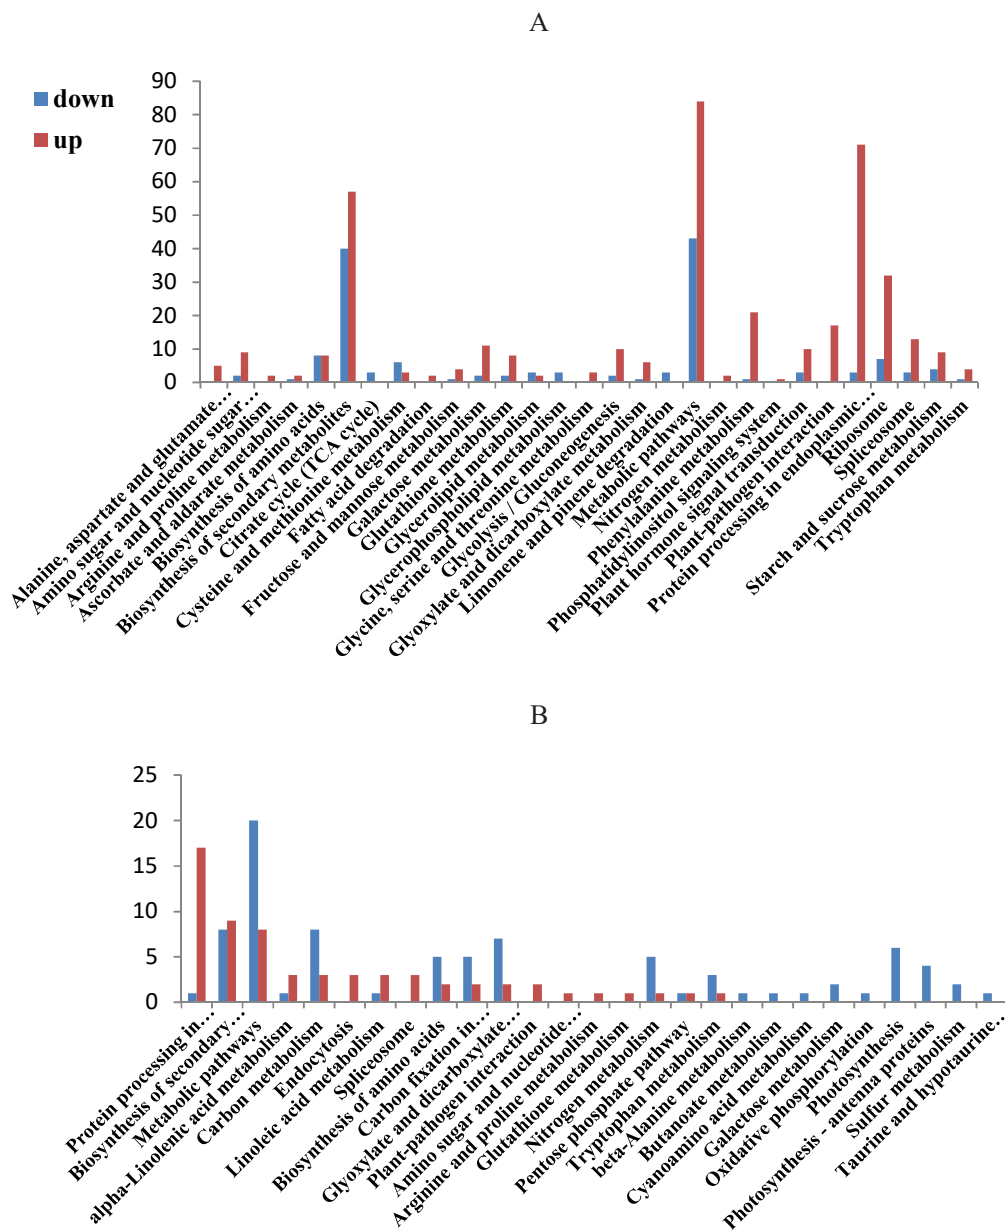 A
down
up
90
80
70
60
50
40
30
20
10
0
Alanine, aspartate and glutamate…
Amino sugar and nucleotide sugar…
Arginine and proline metabolism
Ascorbate and aldarate metabolism
Biosynthesis of amino acids
Biosynthesis of secondary metabolites
Citrate cycle (TCA cycle)
Cysteine and methionine metabolism
Fatty acid degradation
Fructose and mannose metabolism
Galactose metabolism
Glutathione metabolism
Glycerolipid metabolism
Glycerophospholipid metabolism
Glycine, serine and threonine metabolism
Glycolysis / Gluconeogenesis
Glyoxylate and dicarboxylate metabolism
Limonene and pinene degradation
Metabolic pathways
Nitrogen metabolism
Phenylalanine metabolism
Phosphatidylinositol signaling system
Plant hormone signal transduction
Plant-pathogen interaction
Protein processing in endoplasmic…
Ribosome
Spliceosome
Starch and sucrose metabolism
Tryptophan metabolism
B
25
20
15
10
5
0
Protein processing in…
Biosynthesis of secondary…
Metabolic pathways
alpha-Linolenic acid metabolism
Carbon metabolism
Endocytosis
Linoleic acid metabolism
Spliceosome
Biosynthesis of amino acids
Carbon fixation in…
Glyoxylate and dicarboxylate…
Plant-pathogen interaction
Amino sugar and nucleotide…
Arginine and proline metabolism
Glutathione metabolism
Nitrogen metabolism
Pentose phosphate pathway
Tryptophan metabolism
beta-Alanine metabolism
Butanoate metabolism
Cyanoamino acid metabolism
Galactose metabolism
Oxidative phosphorylation
Photosynthesis
Photosynthesis - antenna proteins
Sulfur metabolism
Taurine and hypotaurine…